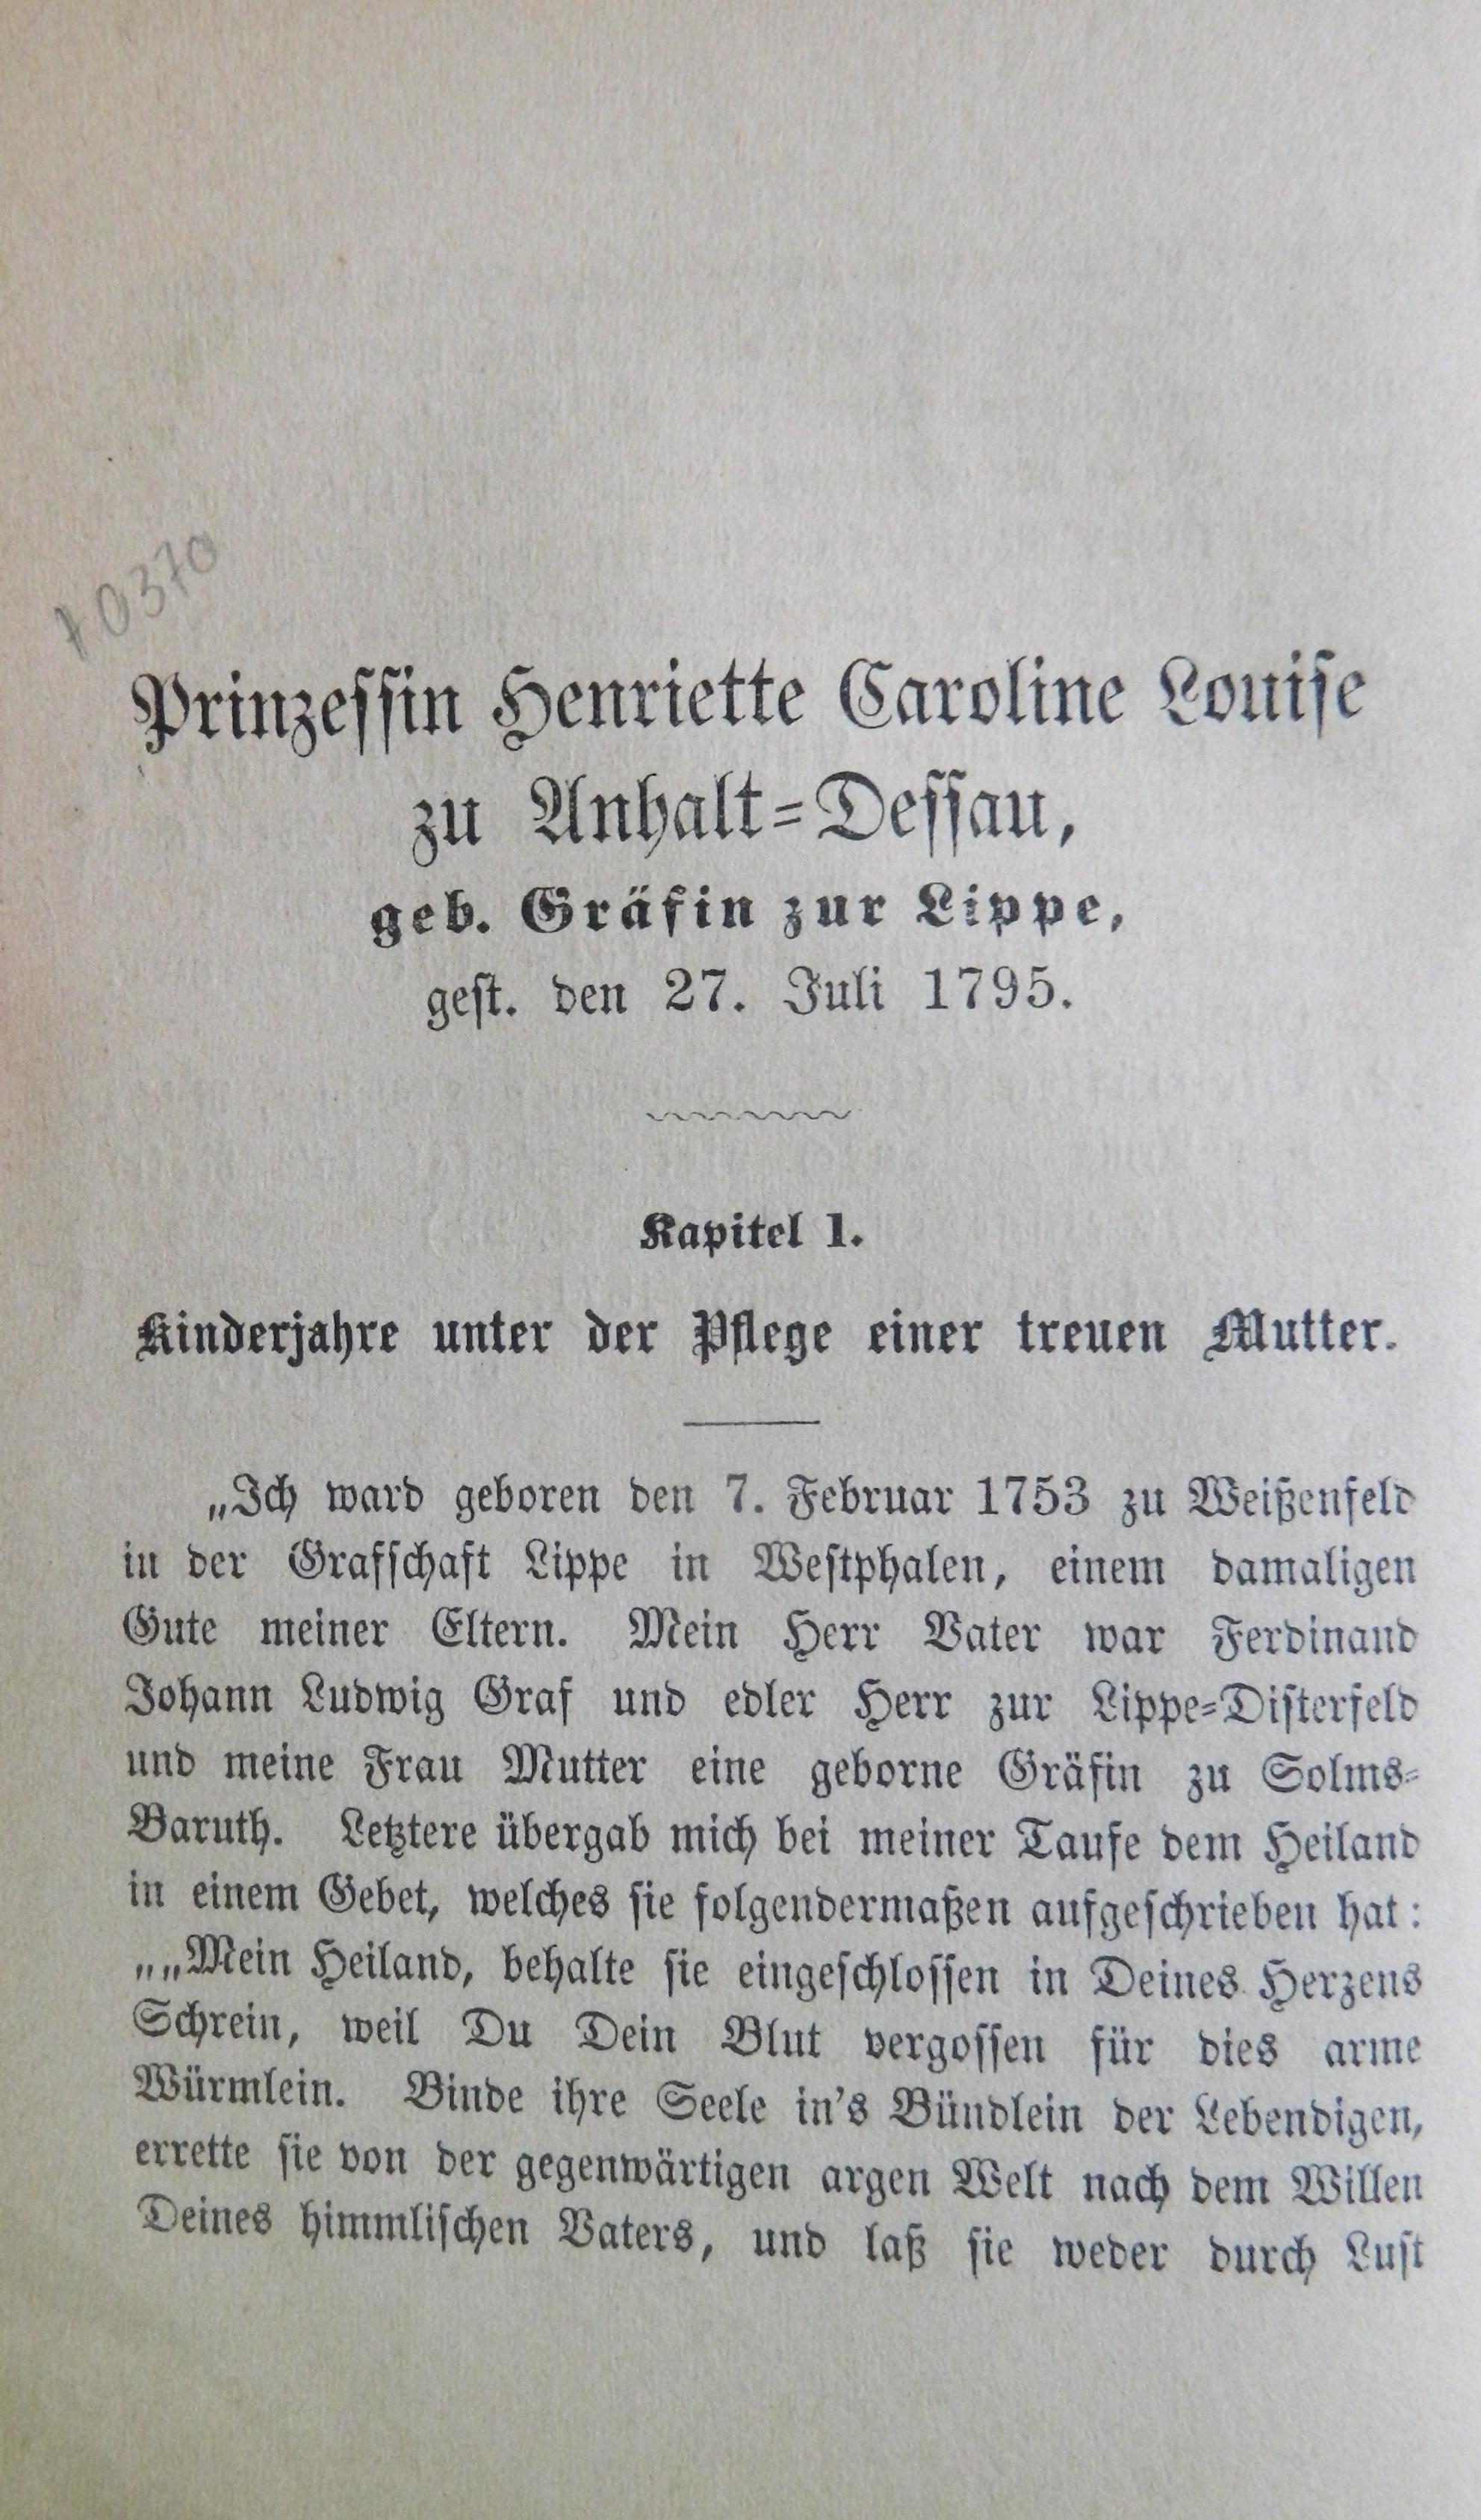 10370
Prinzessin Henriette Caroline Louise
zu Anhalt=Dessau,
geb. Gräfin zur Lippe,
gest. den 27. Juli 1795.
Kapitel 1.
Kinderjahre unter der Pflege einer treuen Mutter.
„Ich ward geboren den 7. Februar 1753 zu Weißenfeld
in der Grafschaft Lippe in Westphalen, einem damaligen
Gute meiner Eltern. Mein Herr Vater war Ferdinand
Johann Ludwig Graf und edler Herr zur Lippe=Disterfeld
und meine Frau Mutter eine geborne Gräfin zu Solms=
Baruth. Letztere übergab mich bei meiner Taufe dem Heiland
in einem Gebet, welches sie folgendermaßen aufgeschrieben hat:
„„Mein Heiland, behalte sie eingeschlossen in Deines Herzens
Schrein, weil Du Dein Blut vergossen für dies arme
Würmlein. Binde ihre Seele in's Bündlein der Lebendigen,
errette sie von der gegenwärtigen argen Welt nach dem Willen
Deines himmlischen Vaters, und laß sie weder durch Lust